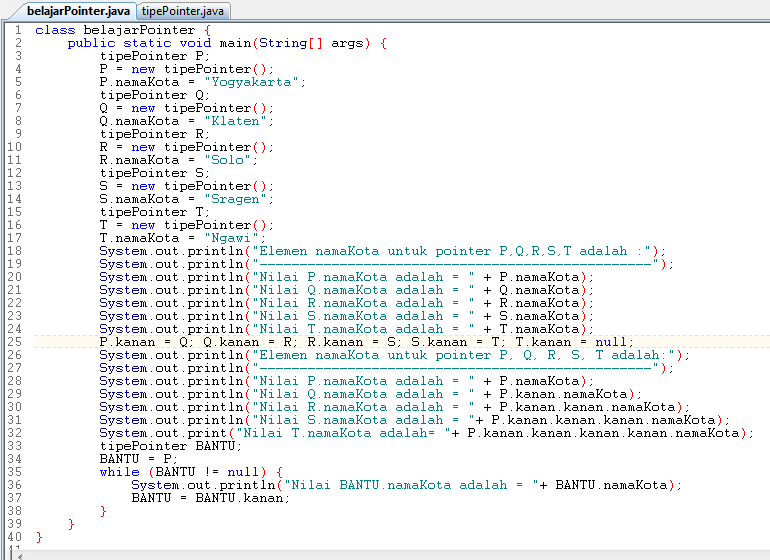 belajarPointer.java tipePointer.java
1 class belajarPointer {
2 public static void main(String[] args) {
3 tipePointer P;
4 P = new tipePointer();
5 P.namaKota = "Yogyakarta";
6 tipePointer Q;
7 Q = new tipePointer();
8 Q.namaKota = "Klaten";
9 tipePointer R;
10 R = new tipePointer();
11 R.namaKota = "Solo";
12 tipePointer S;
13 S = new tipePointer();
14 S.namaKota = "Sragen";
15 tipePointer T;
16 T = new tipePointer();
17 T.namaKota = "Ngawi";
18 System.out.println("Elemen namaKota untuk pointer P,Q,R,S,T adalah :");
19 System.out.println("-------------------------------------------------");
20 System.out.println("Nilai P.namaKota adalah = " + P.namaKota);
21 System.out.println("Nilai Q.namaKota adalah = " + Q.namaKota);
22 System.out.println("Nilai R.namaKota adalah = " + R.namaKota);
23 System.out.println("Nilai S.namaKota adalah = " + S.namaKota);
24 System.out.println("Nilai T.namaKota adalah = " + T.namaKota);
25 P.kanan = Q; Q.kanan = R; R.kanan = S; S.kanan = T; T.kanan = null;
26 System.out.println("Elemen namaKota untuk pointer P, Q, R, S, T adalah:");
27 System.out.println("-------------------------------------------------");
28 System.out.println("Nilai P.namaKota adalah = " + P.namaKota);
29 System.out.println("Nilai Q.namaKota adalah = " + P.kanan.namaKota);
30 System.out.println("Nilai R.namaKota adalah = " + P.kanan.kanan.namaKota);
31 System.out.println("Nilai S.namaKota adalah = "+ P.kanan.kanan.kanan.namaKota);
32 System.out.print("Nilai T.namaKota adalah= "+ P.kanan.kanan.kanan.kanan.namaKota);
33 tipePointer BANTU;
34 BANTU = P;
35 while (BANTU != null) {
36 System.out.println("Nilai BANTU.namaKota adalah = "+ BANTU.namaKota);
37 BANTU = BANTU.kanan;
38 }
39 }
40 }
41